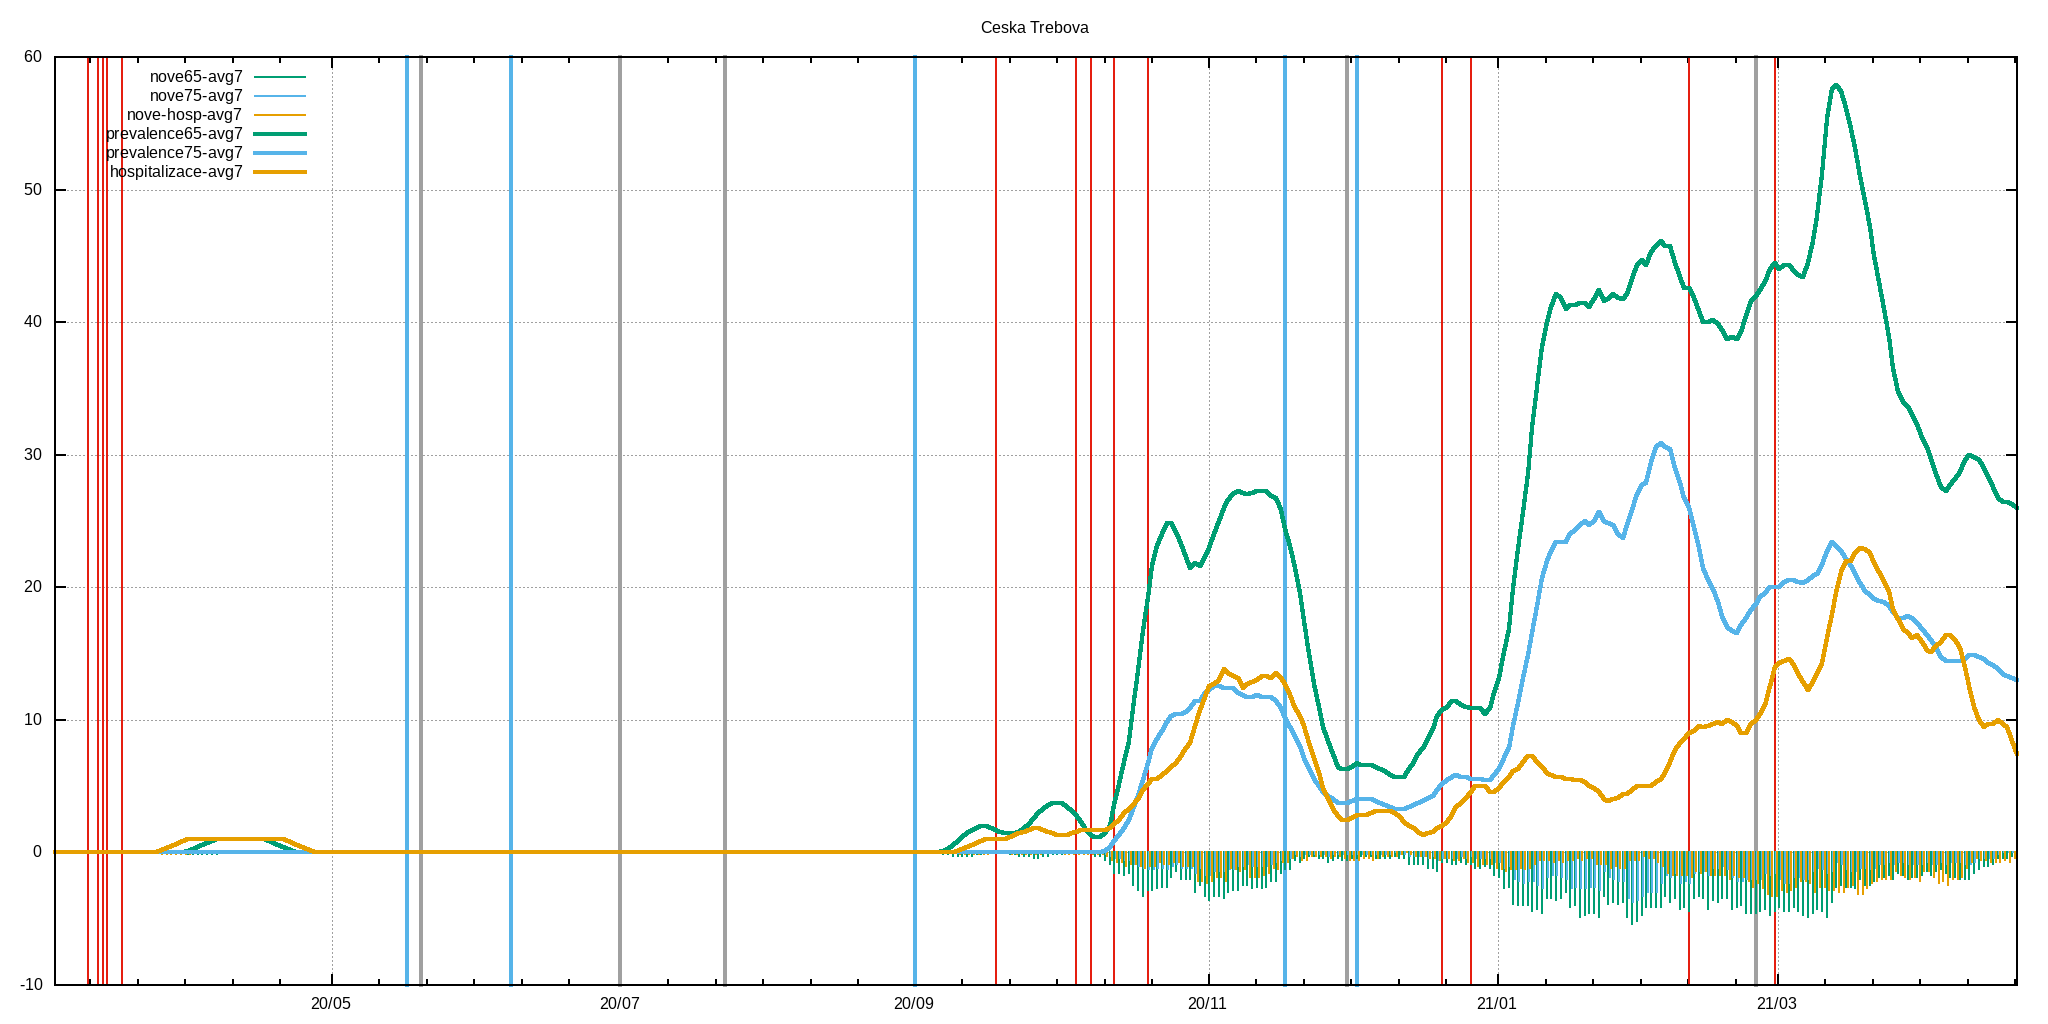 Ceska Trebova
60
50
40
30
20
10
0
-10
nove65-avg7
nove75-avg7
nove-hosp-avg7
prevalence65-avg7
prevalence75-avg7
hospitalizace-avg7
20/05
20/07
20/09
20/11
21/01
21/03